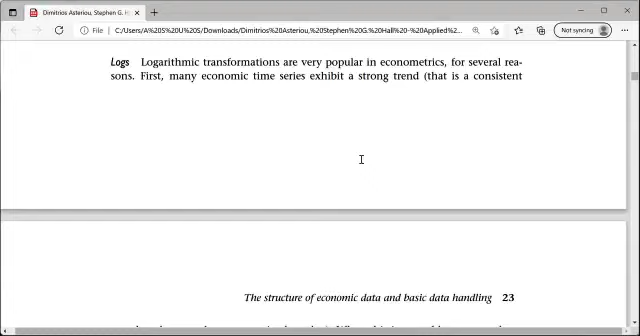 Dimitrios Asteriou, Stephen G. H
File
C:/Users/A%20S%20U%20S/Downloads/Dimitrios%20Asteriou,%20Stephen%20G.%20Hall%20-%20Applied%2...
Not syncing
Logs Logarithmic transformations are very popular in econometrics, for several rea-
sons. First, many economic time series exhibit a strong trend (that is a consistent
The structure of economic data and basic data handling 23